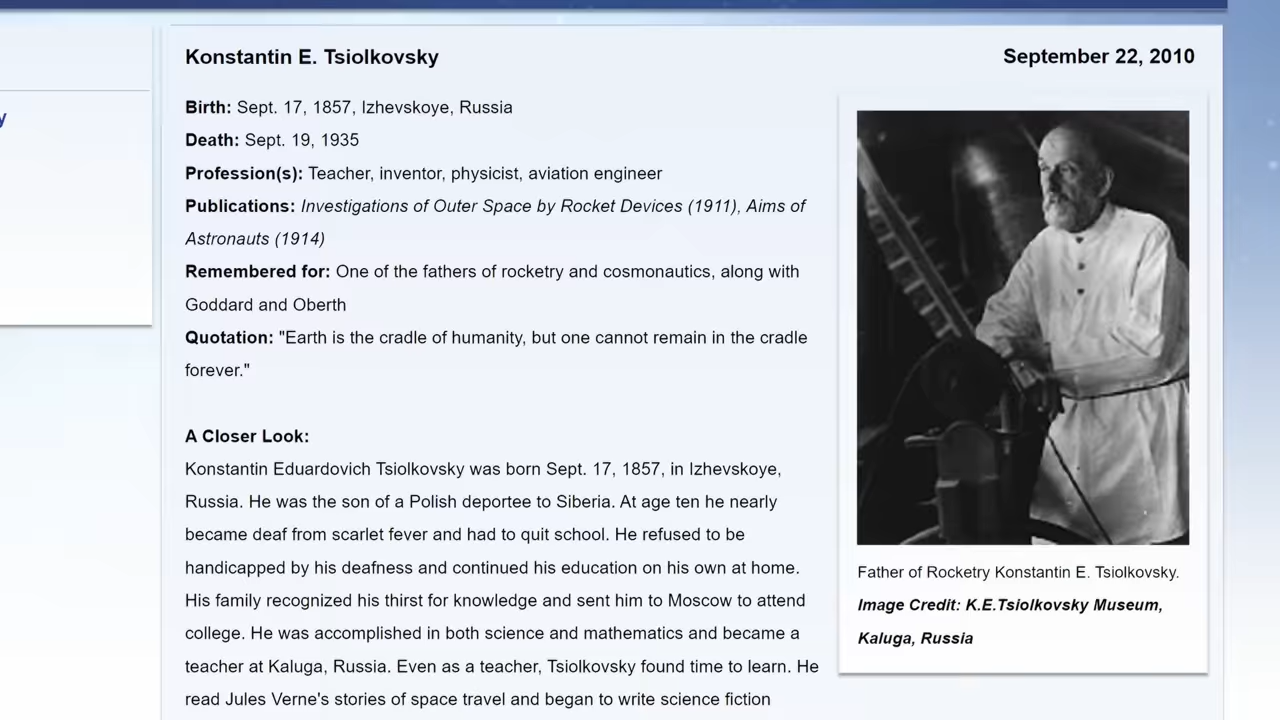 Konstantin E. Tsiolkovsky
September 22, 2010
y
Birth: Sept. 17, 1857, Izhevskoye, Russia
Death: Sept. 19, 1935
Profession(s): Teacher, inventor, physicist, aviation engineer
Publications: Investigations of Outer Space by Rocket Devices (1911), Aims of
Astronauts (1914)
Remembered for: One of the fathers of rocketry and cosmonautics, along with
Goddard and Oberth
Quotation: "Earth is the cradle of humanity, but one cannot remain in the cradle
forever."
A Closer Look:
Konstantin Eduardovich Tsiolkovsky was born Sept. 17, 1857, in Izhevskoye,
Russia. He was the son of a Polish deportee to Siberia. At age ten he nearly
became deaf from scarlet fever and had to quit school. He refused to be
handicapped by his deafness and continued his education on his own at home.
His family recognized his thirst for knowledge and sent him to Moscow to attend
college. He was accomplished in both science and mathematics and became a
teacher at Kaluga, Russia. Even as a teacher, Tsiolkovsky found time to learn. He
read Jules Verne's stories of space travel and began to write science fiction
Father of Rocketry Konstantin E. Tsiolkovsky.
Image Credit: K.E.Tsiolkovsky Museum,
Kaluga, Russia